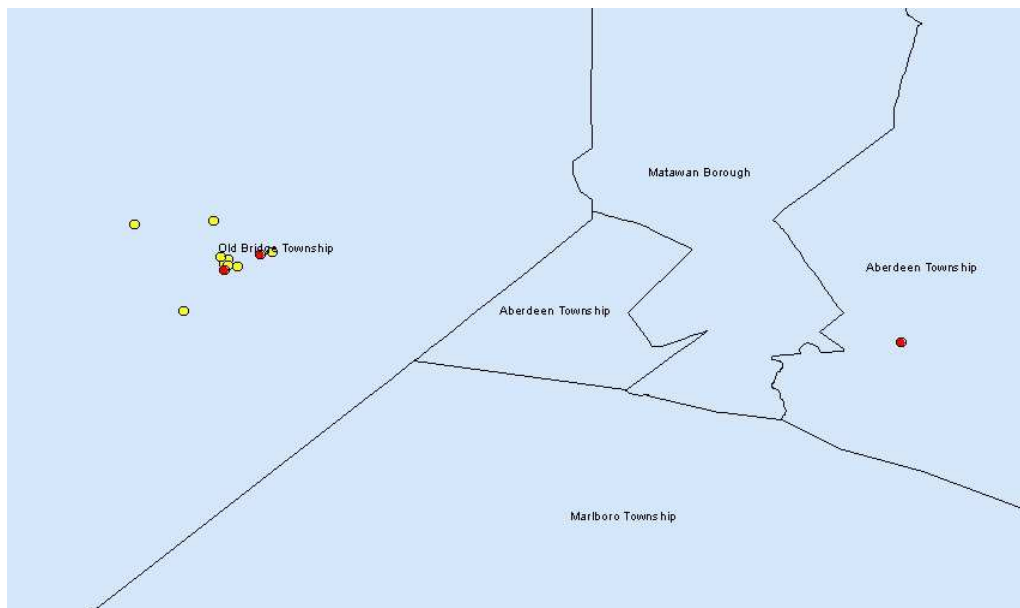 Matawan Borough
Old Bridge Township
Aberdeen Township
Aberdeen Township
Marlboro Township